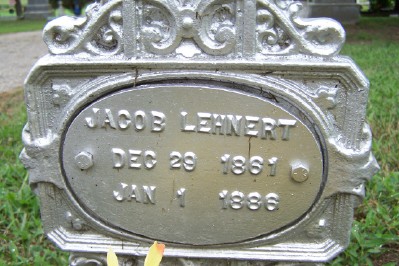 JACOB LEHNERT
DEC 29 1861
JAN 1 1886